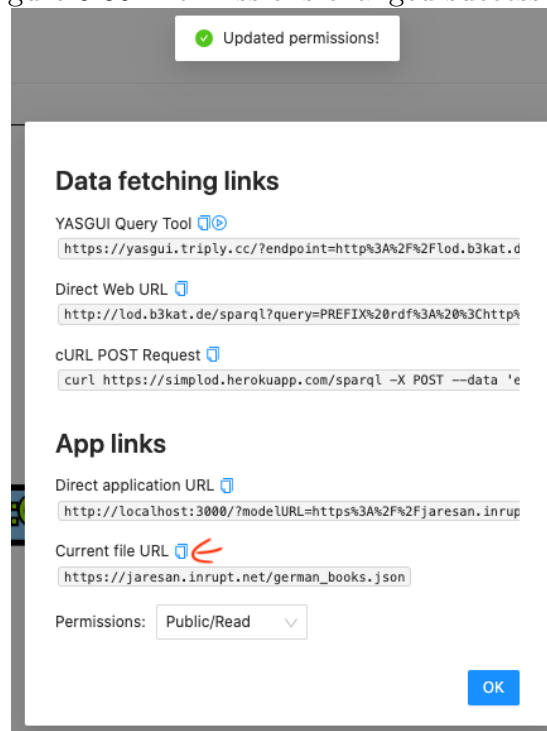 Updated permissions!
Data fetching links
YASGUI Query Tool
https://yasgui.triply.cc/?endpoint=http%3A%2F%2Flod.b3kat.d
Direct Web URL
http://lod.b3kat.de/sparql?query=PREFIX%20rdf%3A%20%3Chttp%
cURL POST Request
curl https://simplod.herokuapp.com/sparql -X POST --data 'e
App links
Direct application URL
http://localhost:3000/?modelURL=https%3A%2F%2Fjaresan.inrup
Current file URL
https://jaresan.inrupt.net/german_books.json
Permissions: Public/Read
OK